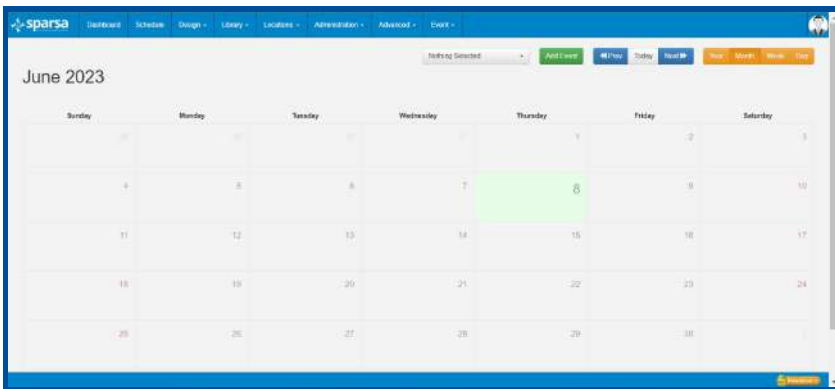 sparsa Dashboard Schedule Design Library Locations Administration Advanced Event
Nothing Selected Add Event Prev Today Next Year Month Week Day
June 2023
Sunday Monday Tuesday Wednesday Thursday Friday Saturday
1 2 3
4 5 6 7 8 9 10
11 12 13 14 15 16 17
18 19 20 21 22 23 24
25 26 27 28 29 30